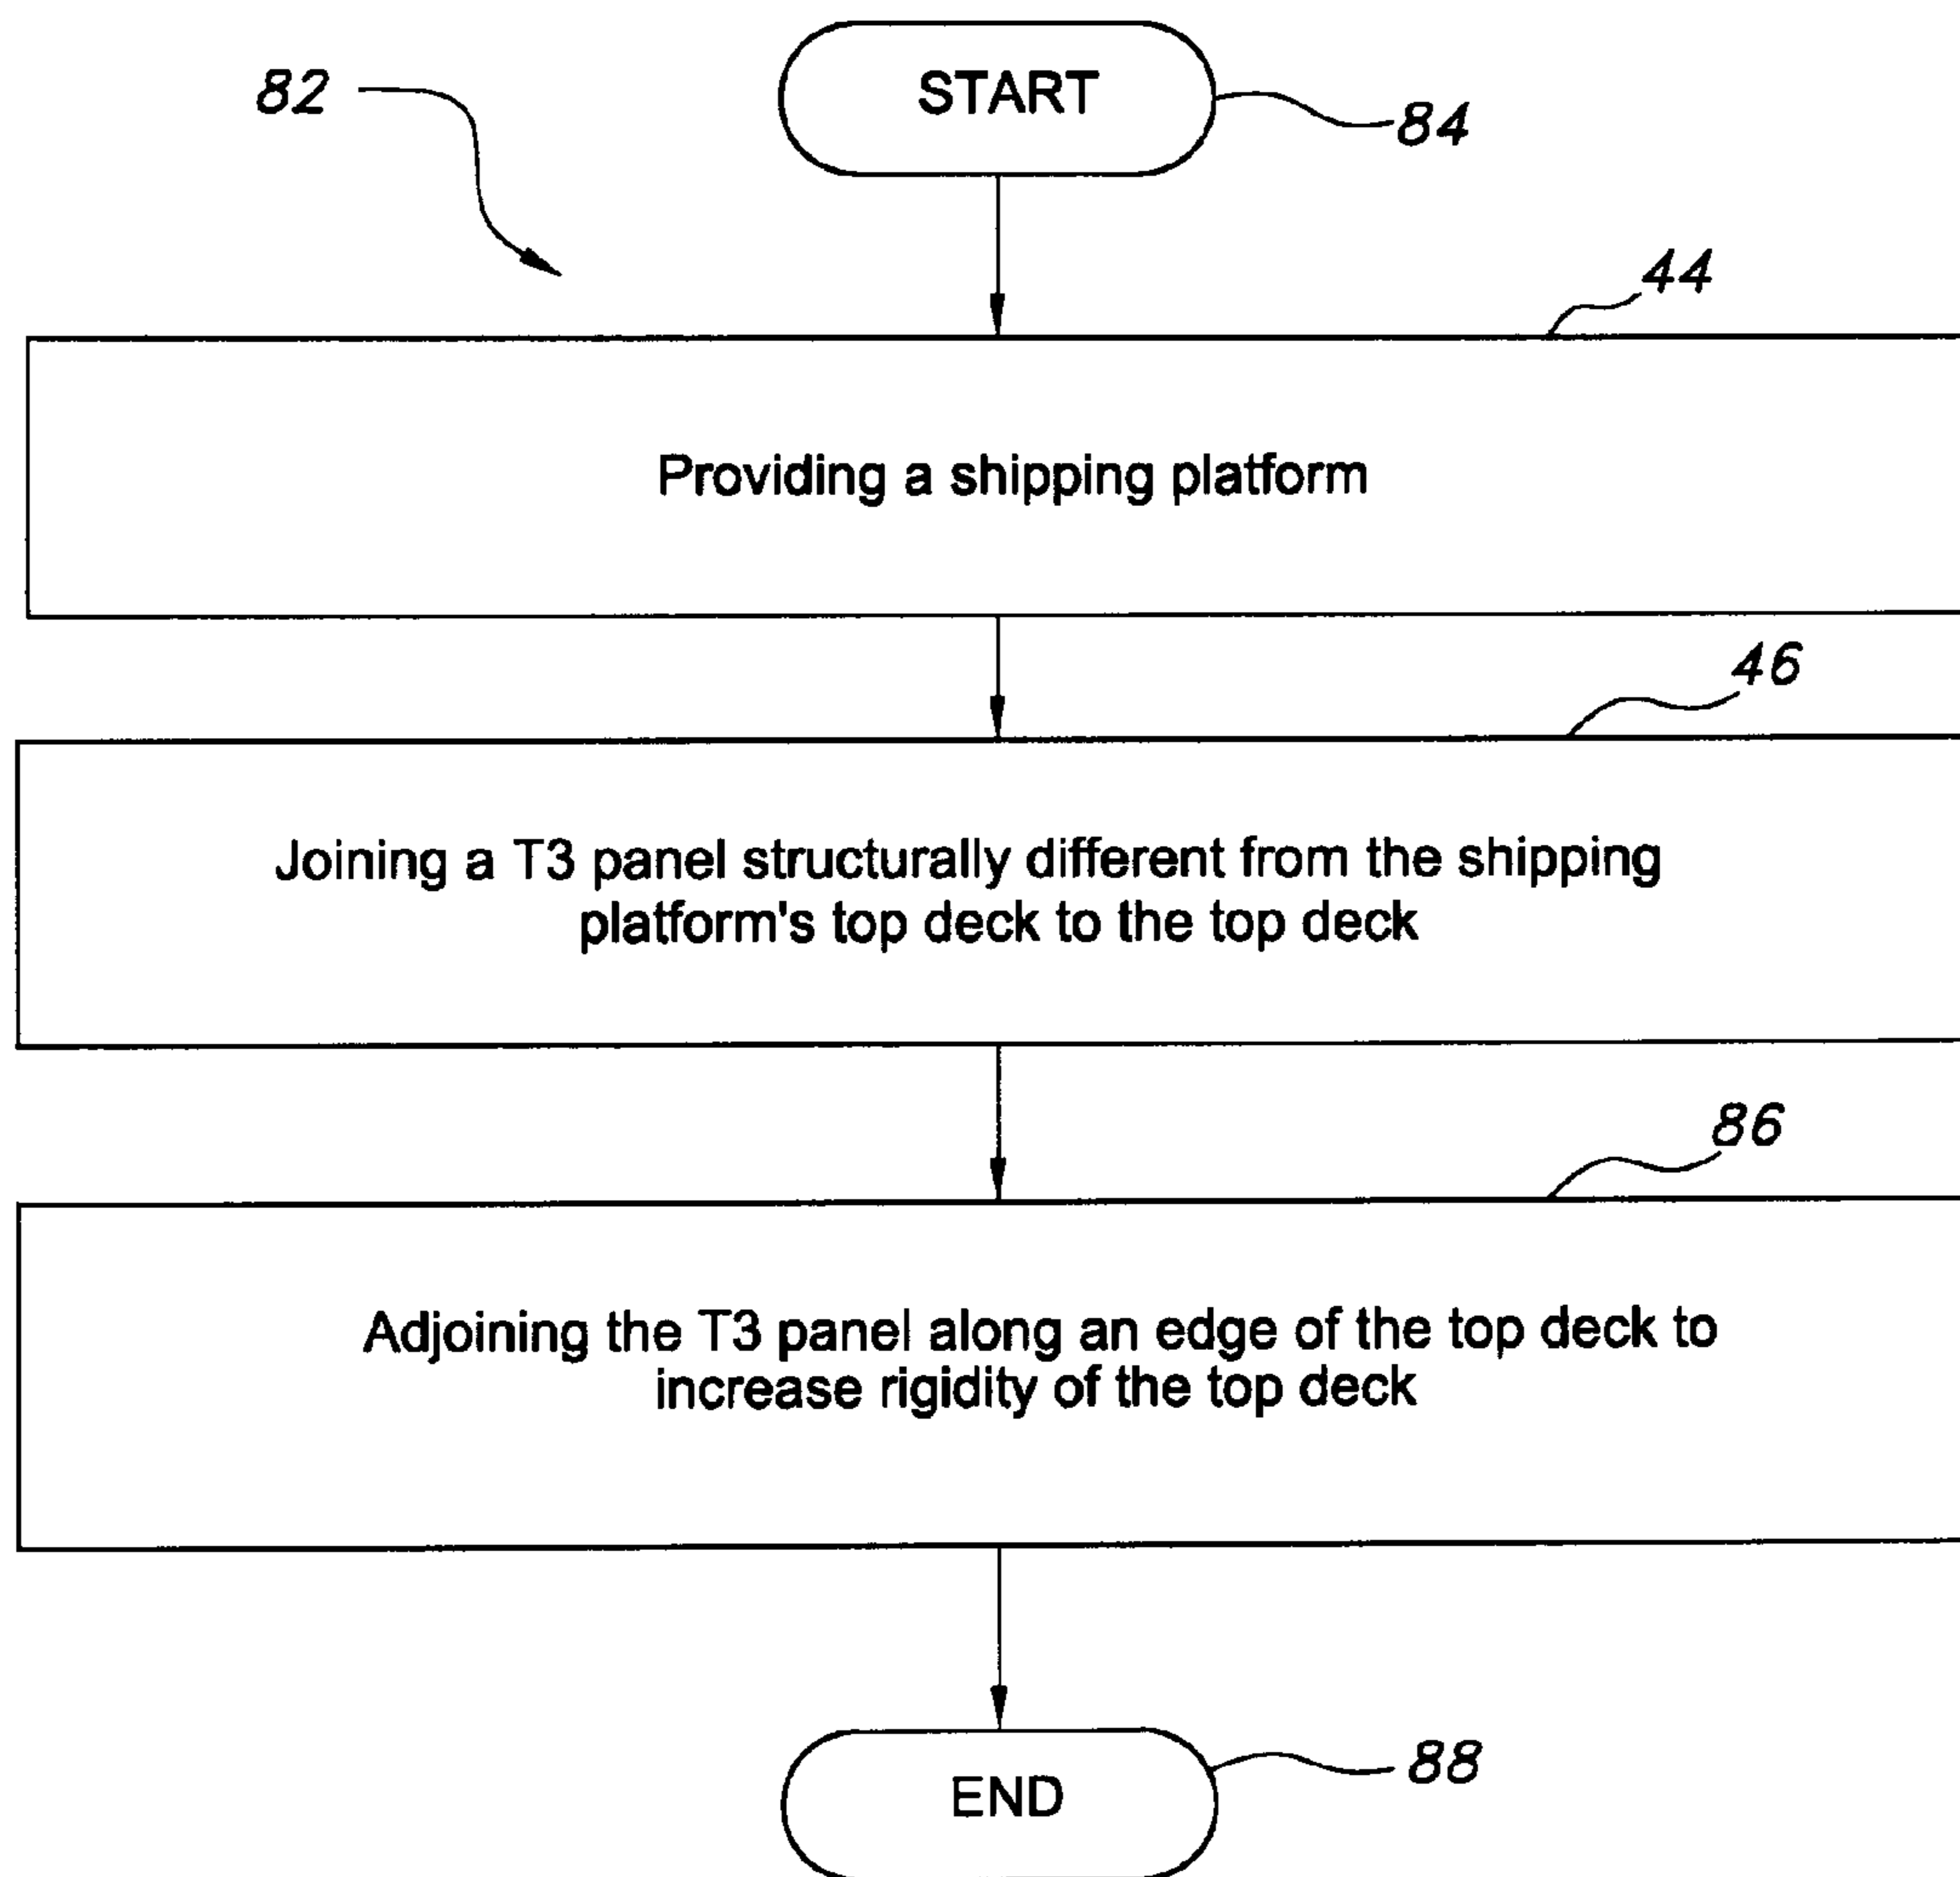 START
82
84
44
Providing a shipping platform
46
Joining a T3 panel structurally different from the shipping
platform's top deck to the top deck
86
Adjoining the T3 panel along an edge of the top deck to
increase rigidity of the top deck
88
END